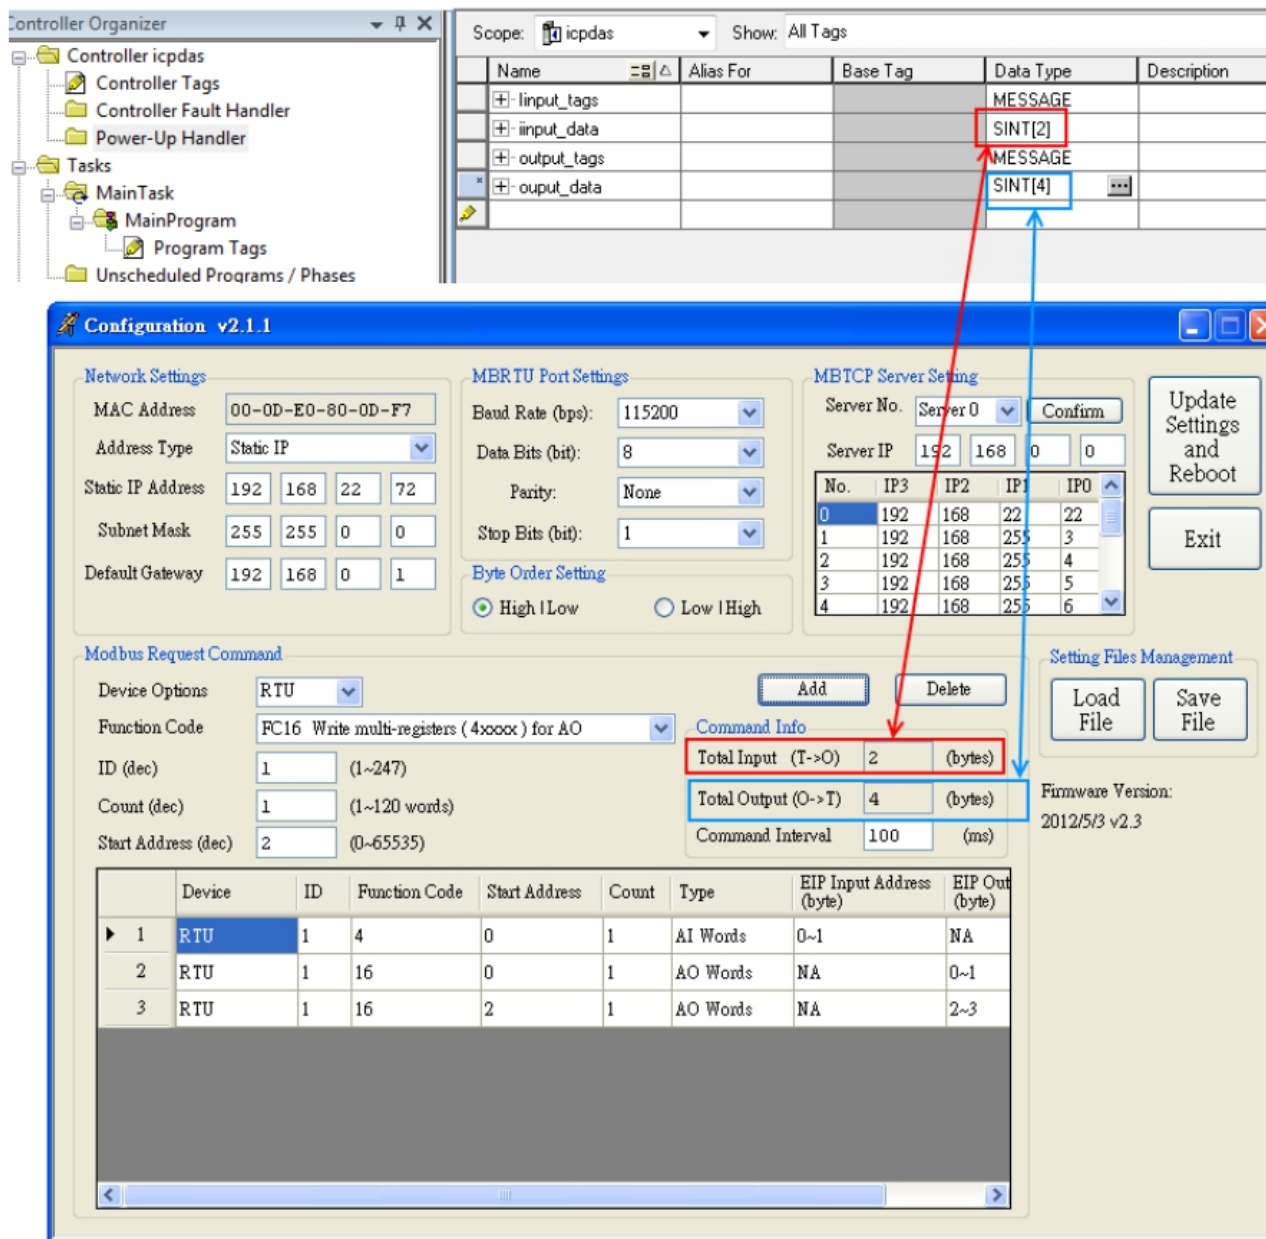 Controller Organizer
Controller icpdas
Controller Tags
Controller Fault Handler
Power-Up Handler
Tasks
MainTask
MainProgram
Program Tags
Unscheduled Programs / Phases
Scope: icpdas Show: All Tags
Name Alias For Base Tag Data Type Description
Iinput_tags MESSAGE
iinput_data SINT[2]
output_tags MESSAGE
ouput_data SINT[4] ...
Configuration v2.1.1
Network Settings
MAC Address 00-0D-E0-80-0D-F7
Address Type Static IP
Static IP Address 192 168 22 72
Subnet Mask 255 255 0 0
Default Gateway 192 168 0 1
MBRTU Port Settings
Baud Rate (bps): 115200
Data Bits (bit): 8
Parity: None
Stop Bits (bit): 1
Byte Order Setting
High | Low Low | High
MBTCP Server Setting
Server No. Server 0 Confirm
Server IP 192 168 0 0
No. IP3 IP2 IP1 IP0
0 192 168 22 22
1 192 168 255 3
2 192 168 255 4
3 192 168 255 5
4 192 168 255 6
Update
Settings
and
Reboot
Exit
Modbus Request Command
Device Options RTU
Add Delete
Function Code FC16 Write multi-registers ( 4xxxx ) for AO
ID (dec) 1 (1~247)
Count (dec) 1 (1~120 words)
Start Address (dec) 2 (0~65535)
Command Info
Total Input (T->O) 2 (bytes)
Total Output (O->T) 4 (bytes)
Command Interval 100 (ms)
Setting Files Management
Load
File
Save
File
Firmware Version:
2012/5/3 v2.3
Device ID Function Code Start Address Count Type EIP Input Address (byte) EIP Out (byte)
1 RTU 1 4 0 1 AI Words 0~1 NA
2 RTU 1 16 0 1 AO Words NA 0~1
3 RTU 1 16 2 1 AO Words NA 2~3